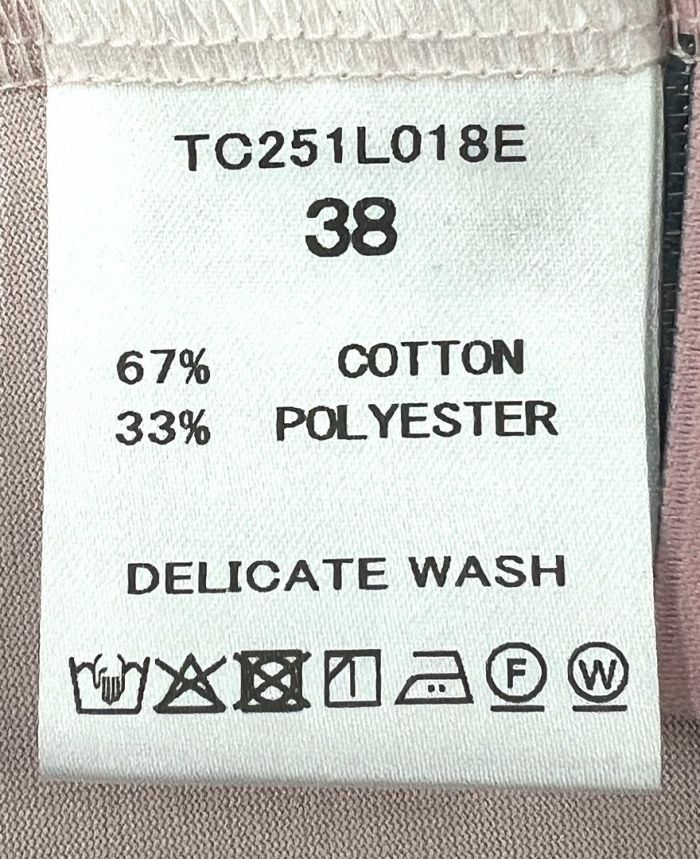 TC251L018E
38
67% COTTON
33% POLYESTER
DELICATE WASH
F W